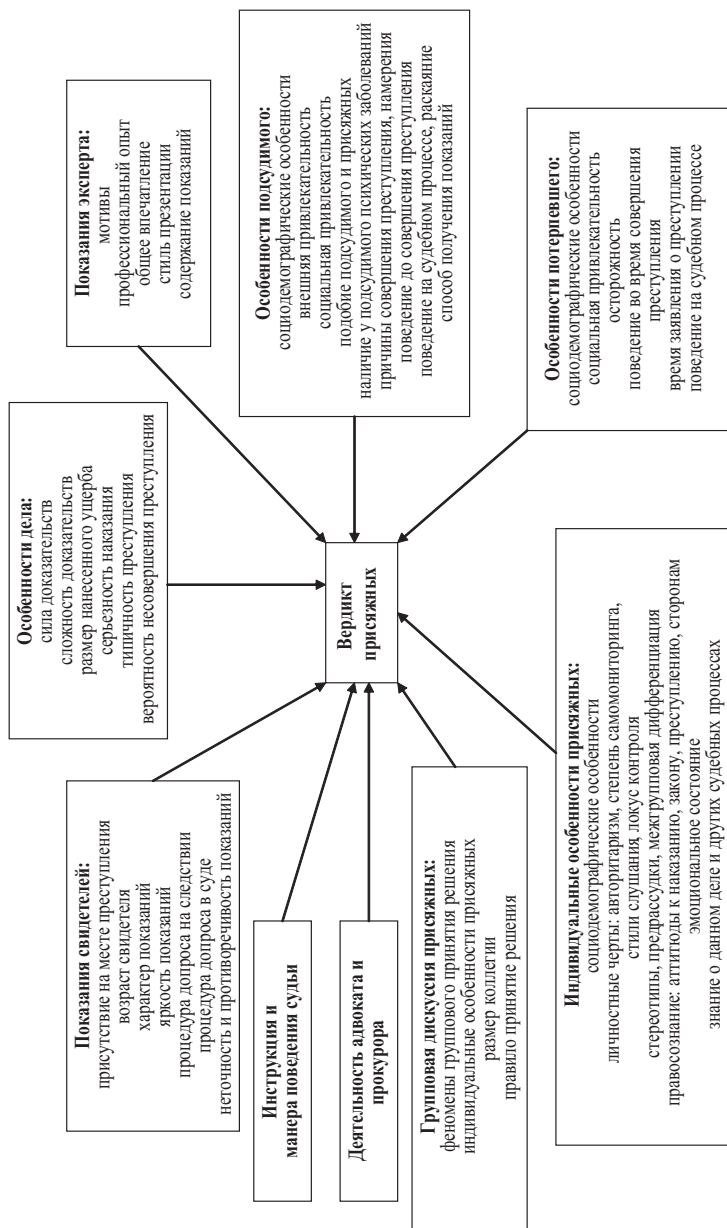 Показания свидетелей:
присутствие на месте преступления
возраст свидетеля
характер показаний
яркость показаний
процедура допроса на следствии
процедура допроса в суде
неточность и противоречивость показаний
Особенности дела:
сила доказательств
сложность доказательств
размер нанесенного ущерба
серьезность наказания
типичность преступления
вероятность несовершения преступления
Показания эксперта:
мотивы
профессиональный опыт
общее впечатление
стиль презентации
содержание показаний
Инструкция и
манера поведения судьи
Деятельность адвоката и
прокурора
Вердикт
присяжных
Особенности подсудимого:
социодемографические особенности
внешняя привлекательность
социальная привлекательность
подобие подсудимого и присяжных
наличие у подсудимого психических заболеваний
причины совершения преступления, намерения
поведение до совершения преступления
поведение на судебном процессе, раскаяние
способ получения показаний
Групповая дискуссия присяжных:
феномены группового принятия решения
индивидуальные особенности присяжных
размер коллегии
правило принятие решения
Индивидуальные особенности присяжных:
социодемографические особенности
личностные черты: авторитаризм, степень самомониторинга,
стили слушания локус контроля
стереотипы, предрассудки, межгрупповая дифференциация
правосознание: аттитюды к наказанию, закону, преступлению, сторонам
эмоциональное состояние
знание о данном деле и других судебных процессах
Особенности потерпевшего:
социодемографические особенности
социальная привлекательность
осторожность
поведение во время совершения
преступления
время заявления о преступлении
поведение на судебном процессе